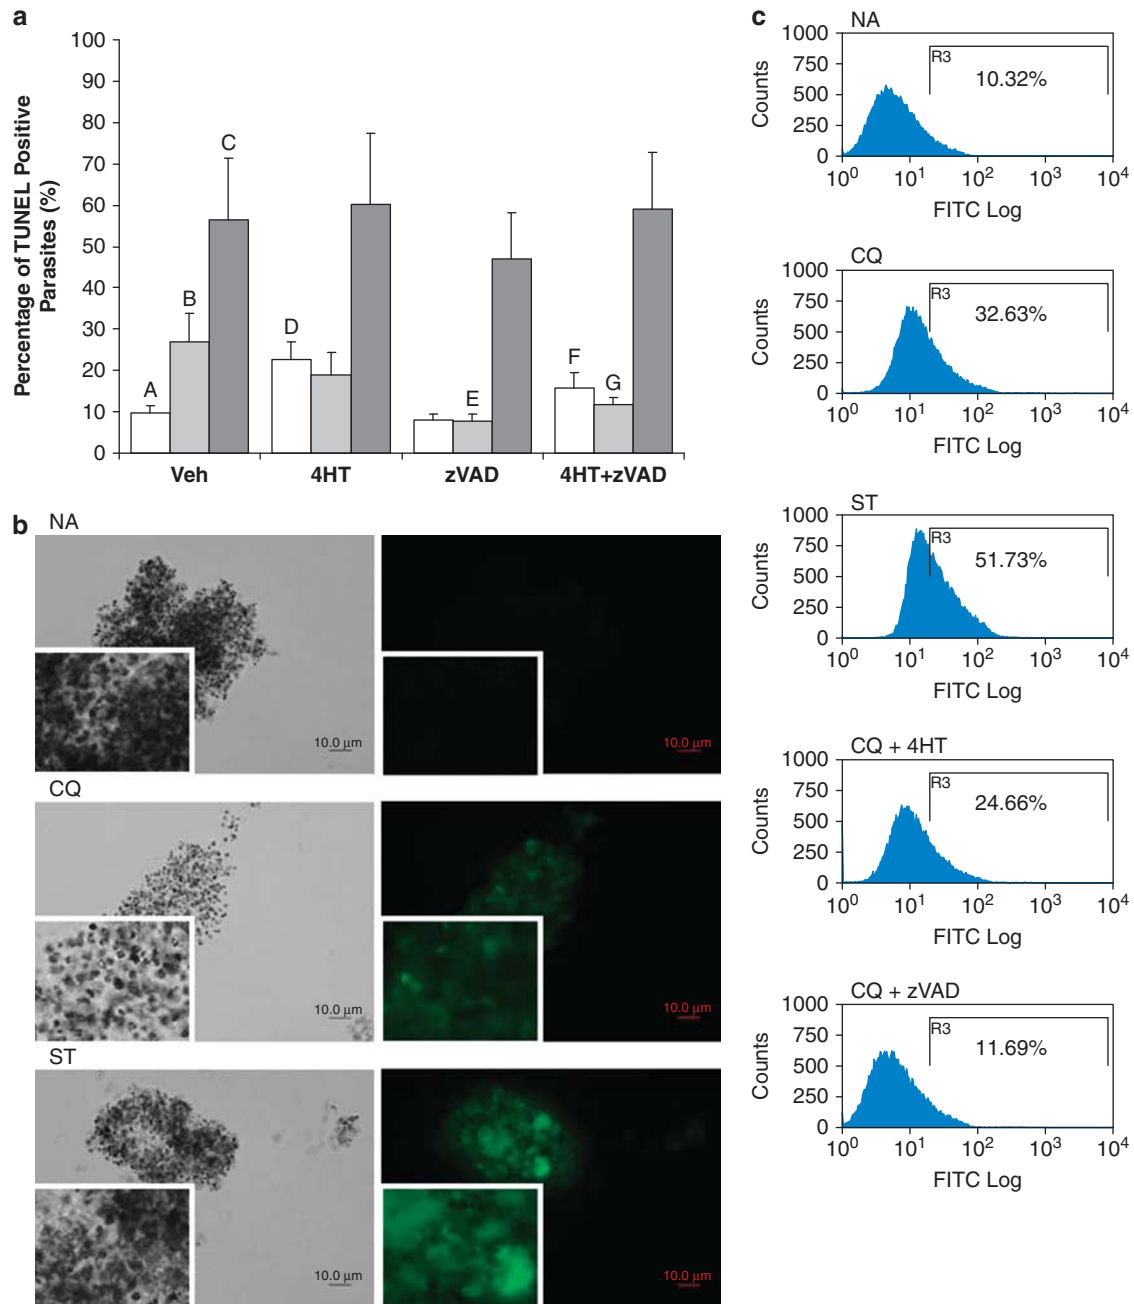 a
100
90
80
70
60
50
40
30
20
10
0
Percentage of TUNEL Positive
Parasites (%)
A
B
C
D
E
F
G
Veh
4HT
zVAD
4HT+zVAD
b
NA
10.0 μm
10.0 μm
CQ
10.0 μm
10.0 μm
ST
10.0 μm
10.0 μm
c
NA
1000
750
500
250
0
Counts
R3
10.32%
10⁰ 10¹ 10² 10³ 10⁴
FITC Log
CQ
1000
750
500
250
0
Counts
R3
32.63%
10⁰ 10¹ 10² 10³ 10⁴
FITC Log
ST
1000
750
500
250
0
Counts
R3
51.73%
10⁰ 10¹ 10² 10³ 10⁴
FITC Log
CQ + 4HT
1000
750
500
250
0
Counts
R3
24.66%
10⁰ 10¹ 10² 10³ 10⁴
FITC Log
CQ + zVAD
1000
750
500
250
0
Counts
R3
11.69%
10⁰ 10¹ 10² 10³ 10⁴
FITC Log